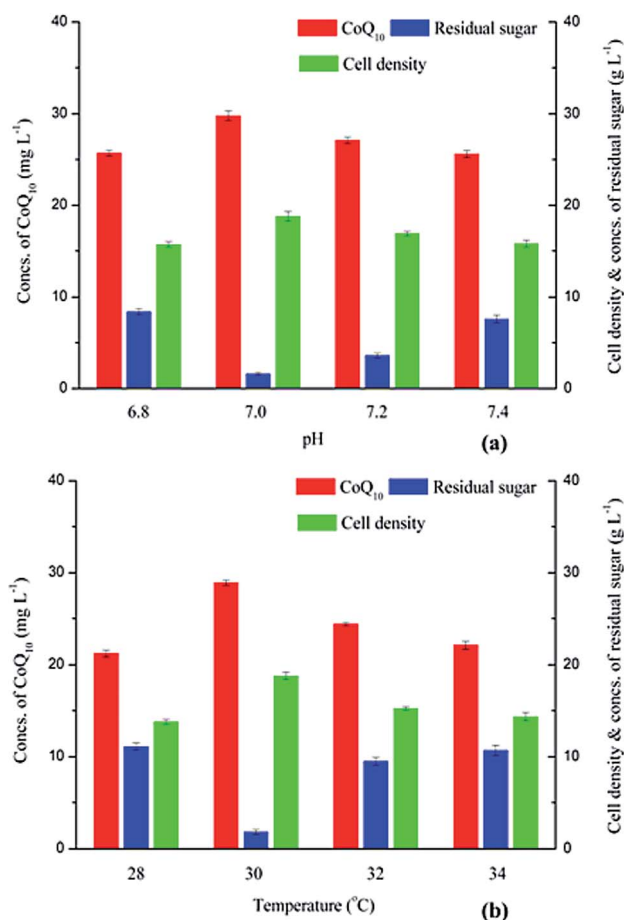 CoQ₁₀ Residual sugar
Cell density
Concs. of CoQ₁₀ (mg L⁻¹)
40
30
20
10
0
Cell density & concs. of residual sugar (g L⁻¹)
40
30
20
10
0
6.8 7.0 7.2 7.4
pH (a)
CoQ₁₀ Residual sugar
Cell density
Concs. of CoQ₁₀ (mg L⁻¹)
40
30
20
10
0
Cell density & concs. of residual sugar (g L⁻¹)
40
30
20
10
0
28 30 32 34
Temperature (°C) (b)